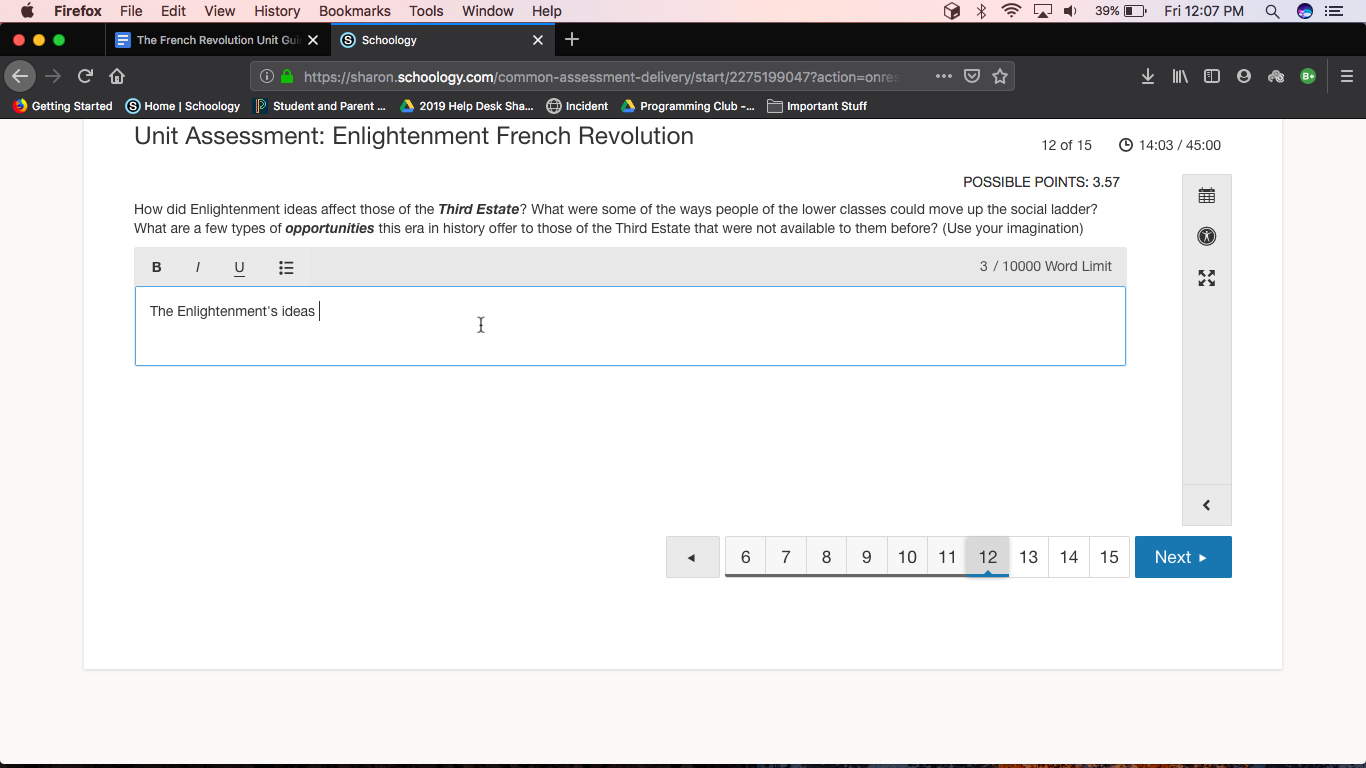 Firefox File Edit View History Bookmarks Tools Window Help 39% Fri 12:07 PM
The French Revolution Unit Gui Schoology
https://sharon.schoology.com/common-assessment-delivery/start/2275199047?action=onres
Getting Started Home | Schoology Student and Parent ... 2019 Help Desk Sha... Incident Programming Club -... Important Stuff
Unit Assessment: Enlightenment French Revolution
12 of 15 14:03 / 45:00
POSSIBLE POINTS: 3.57
How did Enlightenment ideas affect those of the Third Estate? What were some of the ways people of the lower classes could move up the social ladder?
What are a few types of opportunities this era in history offer to those of the Third Estate that were not available to them before? (Use your imagination)
B I U 3 / 10000 Word Limit
The Enlightenment's ideas
6 7 8 9 10 11 12 13 14 15 Next